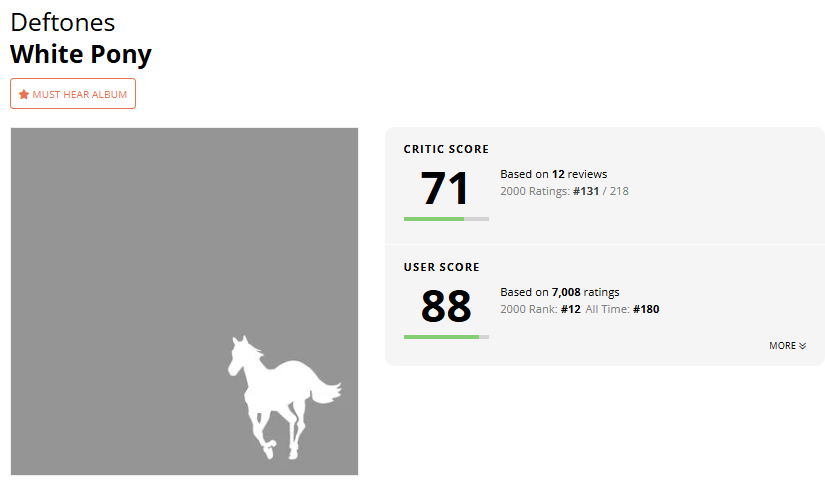 Deftones
White Pony
MUST HEAR ALBUM
CRITIC SCORE
71
Based on 12 reviews
2000 Ratings: #131 / 218
USER SCORE
88
Based on 7,008 ratings
2000 Rank: #12 All Time: #180
MORE